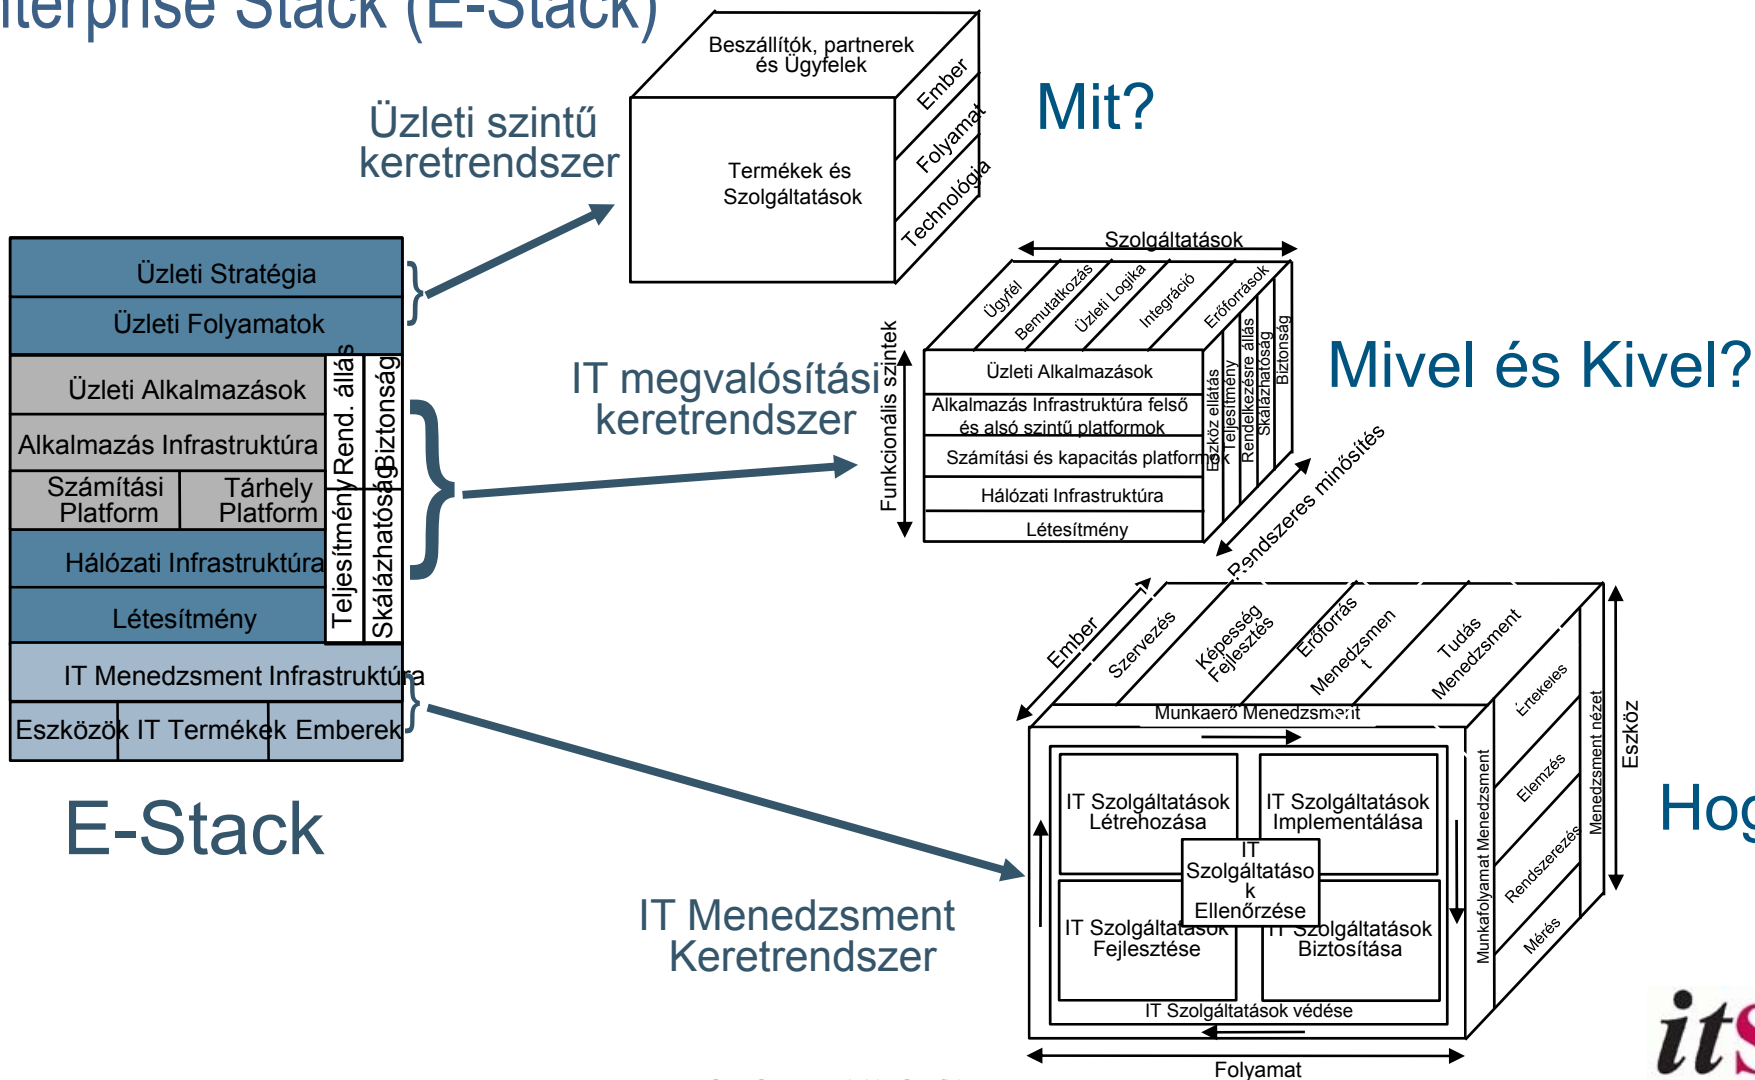 nterprise Stack (E-Stack)
Beszállítók, partnerek
és Ügyfelek
Ember
Folyamat
Technológia
Termékek és
Szolgáltatások
Mit?
Üzleti szintű
keretrendszer
Üzleti Stratégia
Üzleti Folyamatok
Üzleti Alkalmazások
Alkalmazás Infrastruktúra
Számítási
Platform
Tárhely
Platform
Hálózati Infrastruktúra
Létesítmény
Teljesítmény
Rend. állás
Skálázhatóság
Biztonság
IT Menedzsment Infrastruktúra
Eszközök
IT Termékek
Emberek
E-Stack
IT megvalósítási
keretrendszer
Szolgáltatások
Ügyfél
Bemutatkozás
Üzleti Logika
Integráció
Erőforrások
Funkcionális szintek
Üzleti Alkalmazások
Alkalmazás Infrastruktúra felső
és alsó szintű platformok
Számítási és kapacitás platformok
Hálózati Infrastruktúra
Létesítmény
Eszköz ellátás
Teljesítmény
Rendelkezésre állás
Skálázhatóság
Biztonság
Rendszeres minősítés
Mivel és Kivel?
IT Menedzsment
Keretrendszer
Ember
Szervezés
Képesség
Fejlesztés
Erőforrás
Menedzsmen
t
Tudás
Menedzsment
Munkaerő Menedzsment
IT Szolgáltatások
Létrehozása
IT Szolgáltatások
Implementálása
IT
Szolgáltatáso
k
Ellenőrzése
IT Szolgáltatások
Fejlesztése
IT Szolgáltatások
Biztosítása
IT Szolgáltatások védése
Munkafolyamat Menedzsment
Értekeles
Elemzés
Rendszerezés
Mérés
Menedzsment nézet
Eszköz
Folyamat
Hog
itS